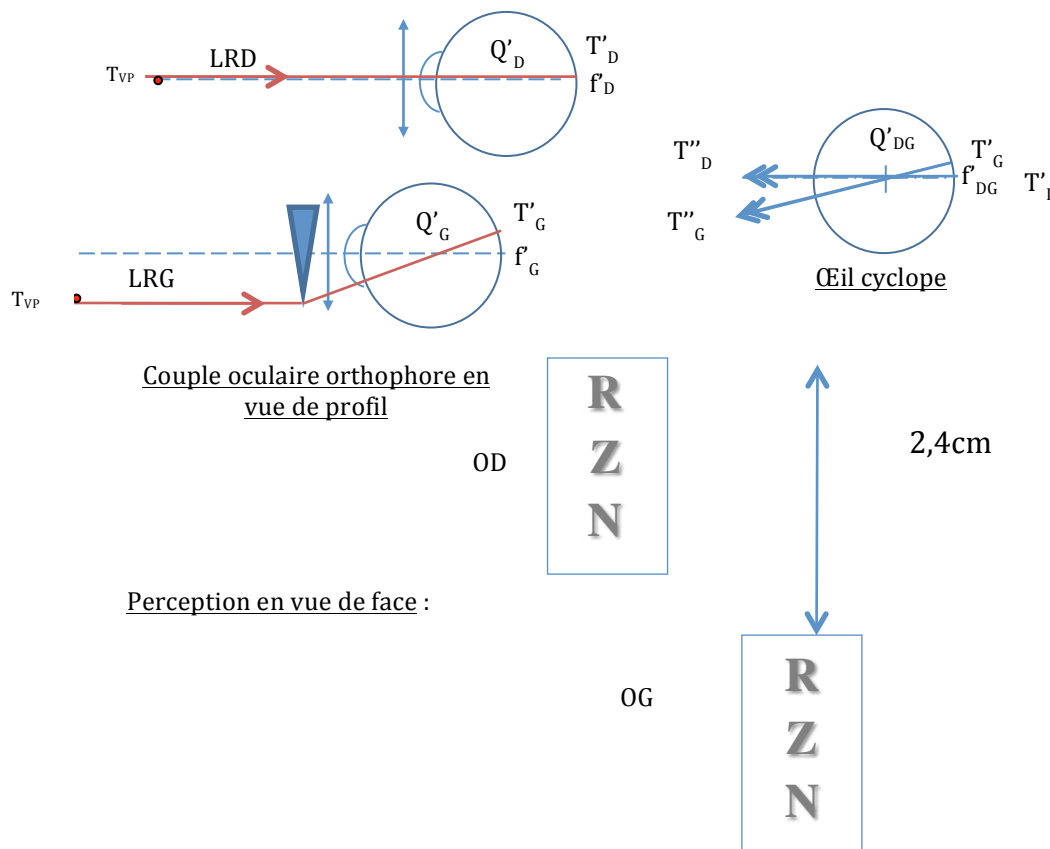 LRD
Q'D
T'D
TVP
f'D
Q'DG
T'G
T''D
f'DG
T'
T''G
Œil cyclope
Q'G
T'G
f'G
LRG
TVP
Couple oculaire orthophore en
vue de profil
R
Z
N
OD
2,4cm
Perception en vue de face :
OG
R
Z
N